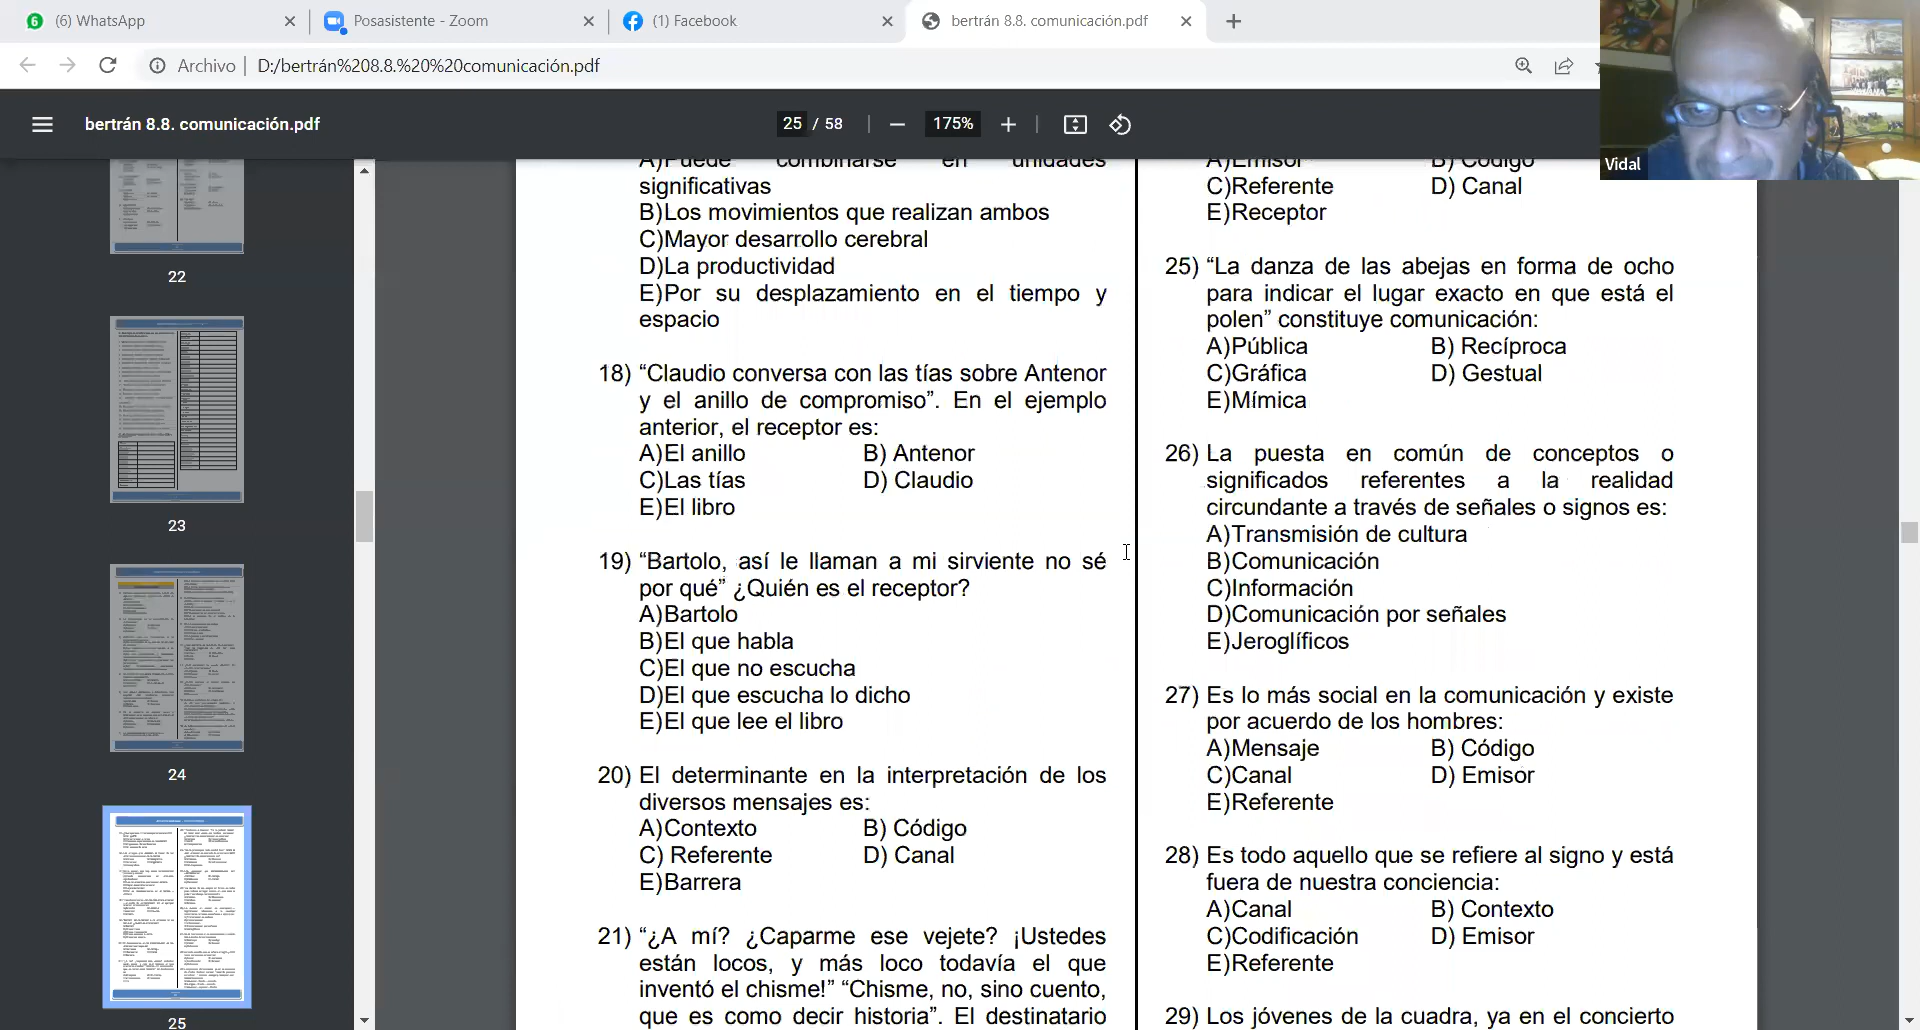 (6) WhatsApp
Posasistente - Zoom
(1) Facebook
bertrán 8.8. comunicación.pdf
Archivo
D:/bertrán%208.8.%20%20comunicación.pdf
bertrán 8.8. comunicación.pdf
25 / 58
175%
Vidal
22
23
24
25
A)Puede combinarse en unidades
significativas
B)Los movimientos que realizan ambos
C)Mayor desarrollo cerebral
D)La productividad
E)Por su desplazamiento en el tiempo y
espacio
18) “Claudio conversa con las tías sobre Antenor
y el anillo de compromiso”. En el ejemplo
anterior, el receptor es:
A)El anillo B) Antenor
C)Las tías D) Claudio
E)El libro
19) “Bartolo, así le llaman a mi sirviente no sé
por qué” ¿Quién es el receptor?
A)Bartolo
B)El que habla
C)El que no escucha
D)El que escucha lo dicho
E)El que lee el libro
20) El determinante en la interpretación de los
diversos mensajes es:
A)Contexto B) Código
C) Referente D) Canal
E)Barrera
21) “¿A mí? ¿Caparme ese vejete? ¡Ustedes
están locos, y más loco todavía el que
inventó el chisme!” “Chisme, no, sino cuento,
que es como decir historia”. El destinatario
A)Emisor B) Código
C)Referente D) Canal
E)Receptor
25) “La danza de las abejas en forma de ocho
para indicar el lugar exacto en que está el
polen” constituye comunicación:
A)Pública B) Recíproca
C)Gráfica D) Gestual
E)Mímica
26) La puesta en común de conceptos o
significados referentes a la realidad
circundante a través de señales o signos es:
A)Transmisión de cultura
B)Comunicación
C)Información
D)Comunicación por señales
E)Jeroglíficos
27) Es lo más social en la comunicación y existe
por acuerdo de los hombres:
A)Mensaje B) Código
C)Canal D) Emisor
E)Referente
28) Es todo aquello que se refiere al signo y está
fuera de nuestra conciencia:
A)Canal B) Contexto
C)Codificación D) Emisor
E)Referente
29) Los jóvenes de la cuadra, ya en el concierto